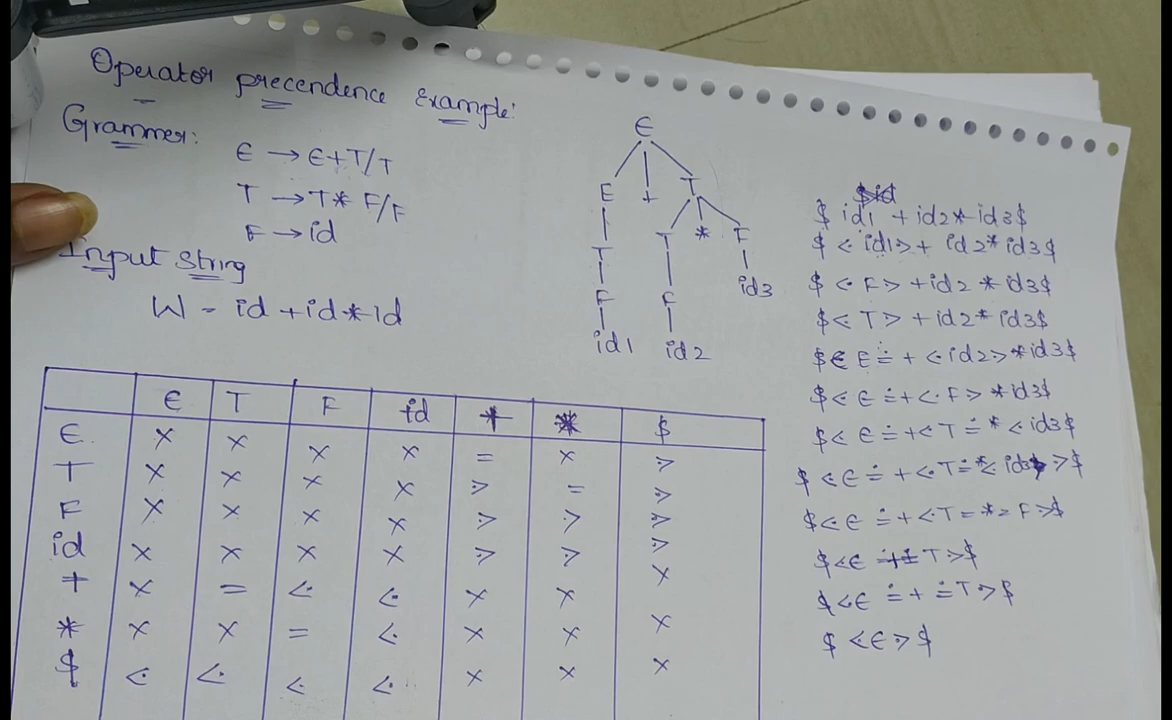 Operator precendence Example:
Grammer:
E → E+T/T
T → T* F/F
F → id
Input String
W - id +id*id
E
E + T
T T * F
F F id3
id1 id2
$ id1 + id2* id3$
$ <· id1·> + id2* id3$
$ <· F> +id2 * id3$
$ < T> + id2* id3$
$< E ≐ + <·id2·> *id3$
$< E ≐+<· F> *id3$
$< E ≐ +<·T ≐ * < id3$
$ <·E ≐ + <·T≐*< id3 >$
$<·E ≐ +<·T = *= F ·>$
$<E T >$
$<·E ≐ + ≐T ·>$
$ <·E·> $
E T F id + * $
E. × × × × = × ·>
T × × × × ·> = ·>
F × × × × ·> ·> ·>
id × × × × ·> ·> ·>
+ × = <· <· × × ×
* × × = <· × × ×
$ <· <· <· <· × × ×